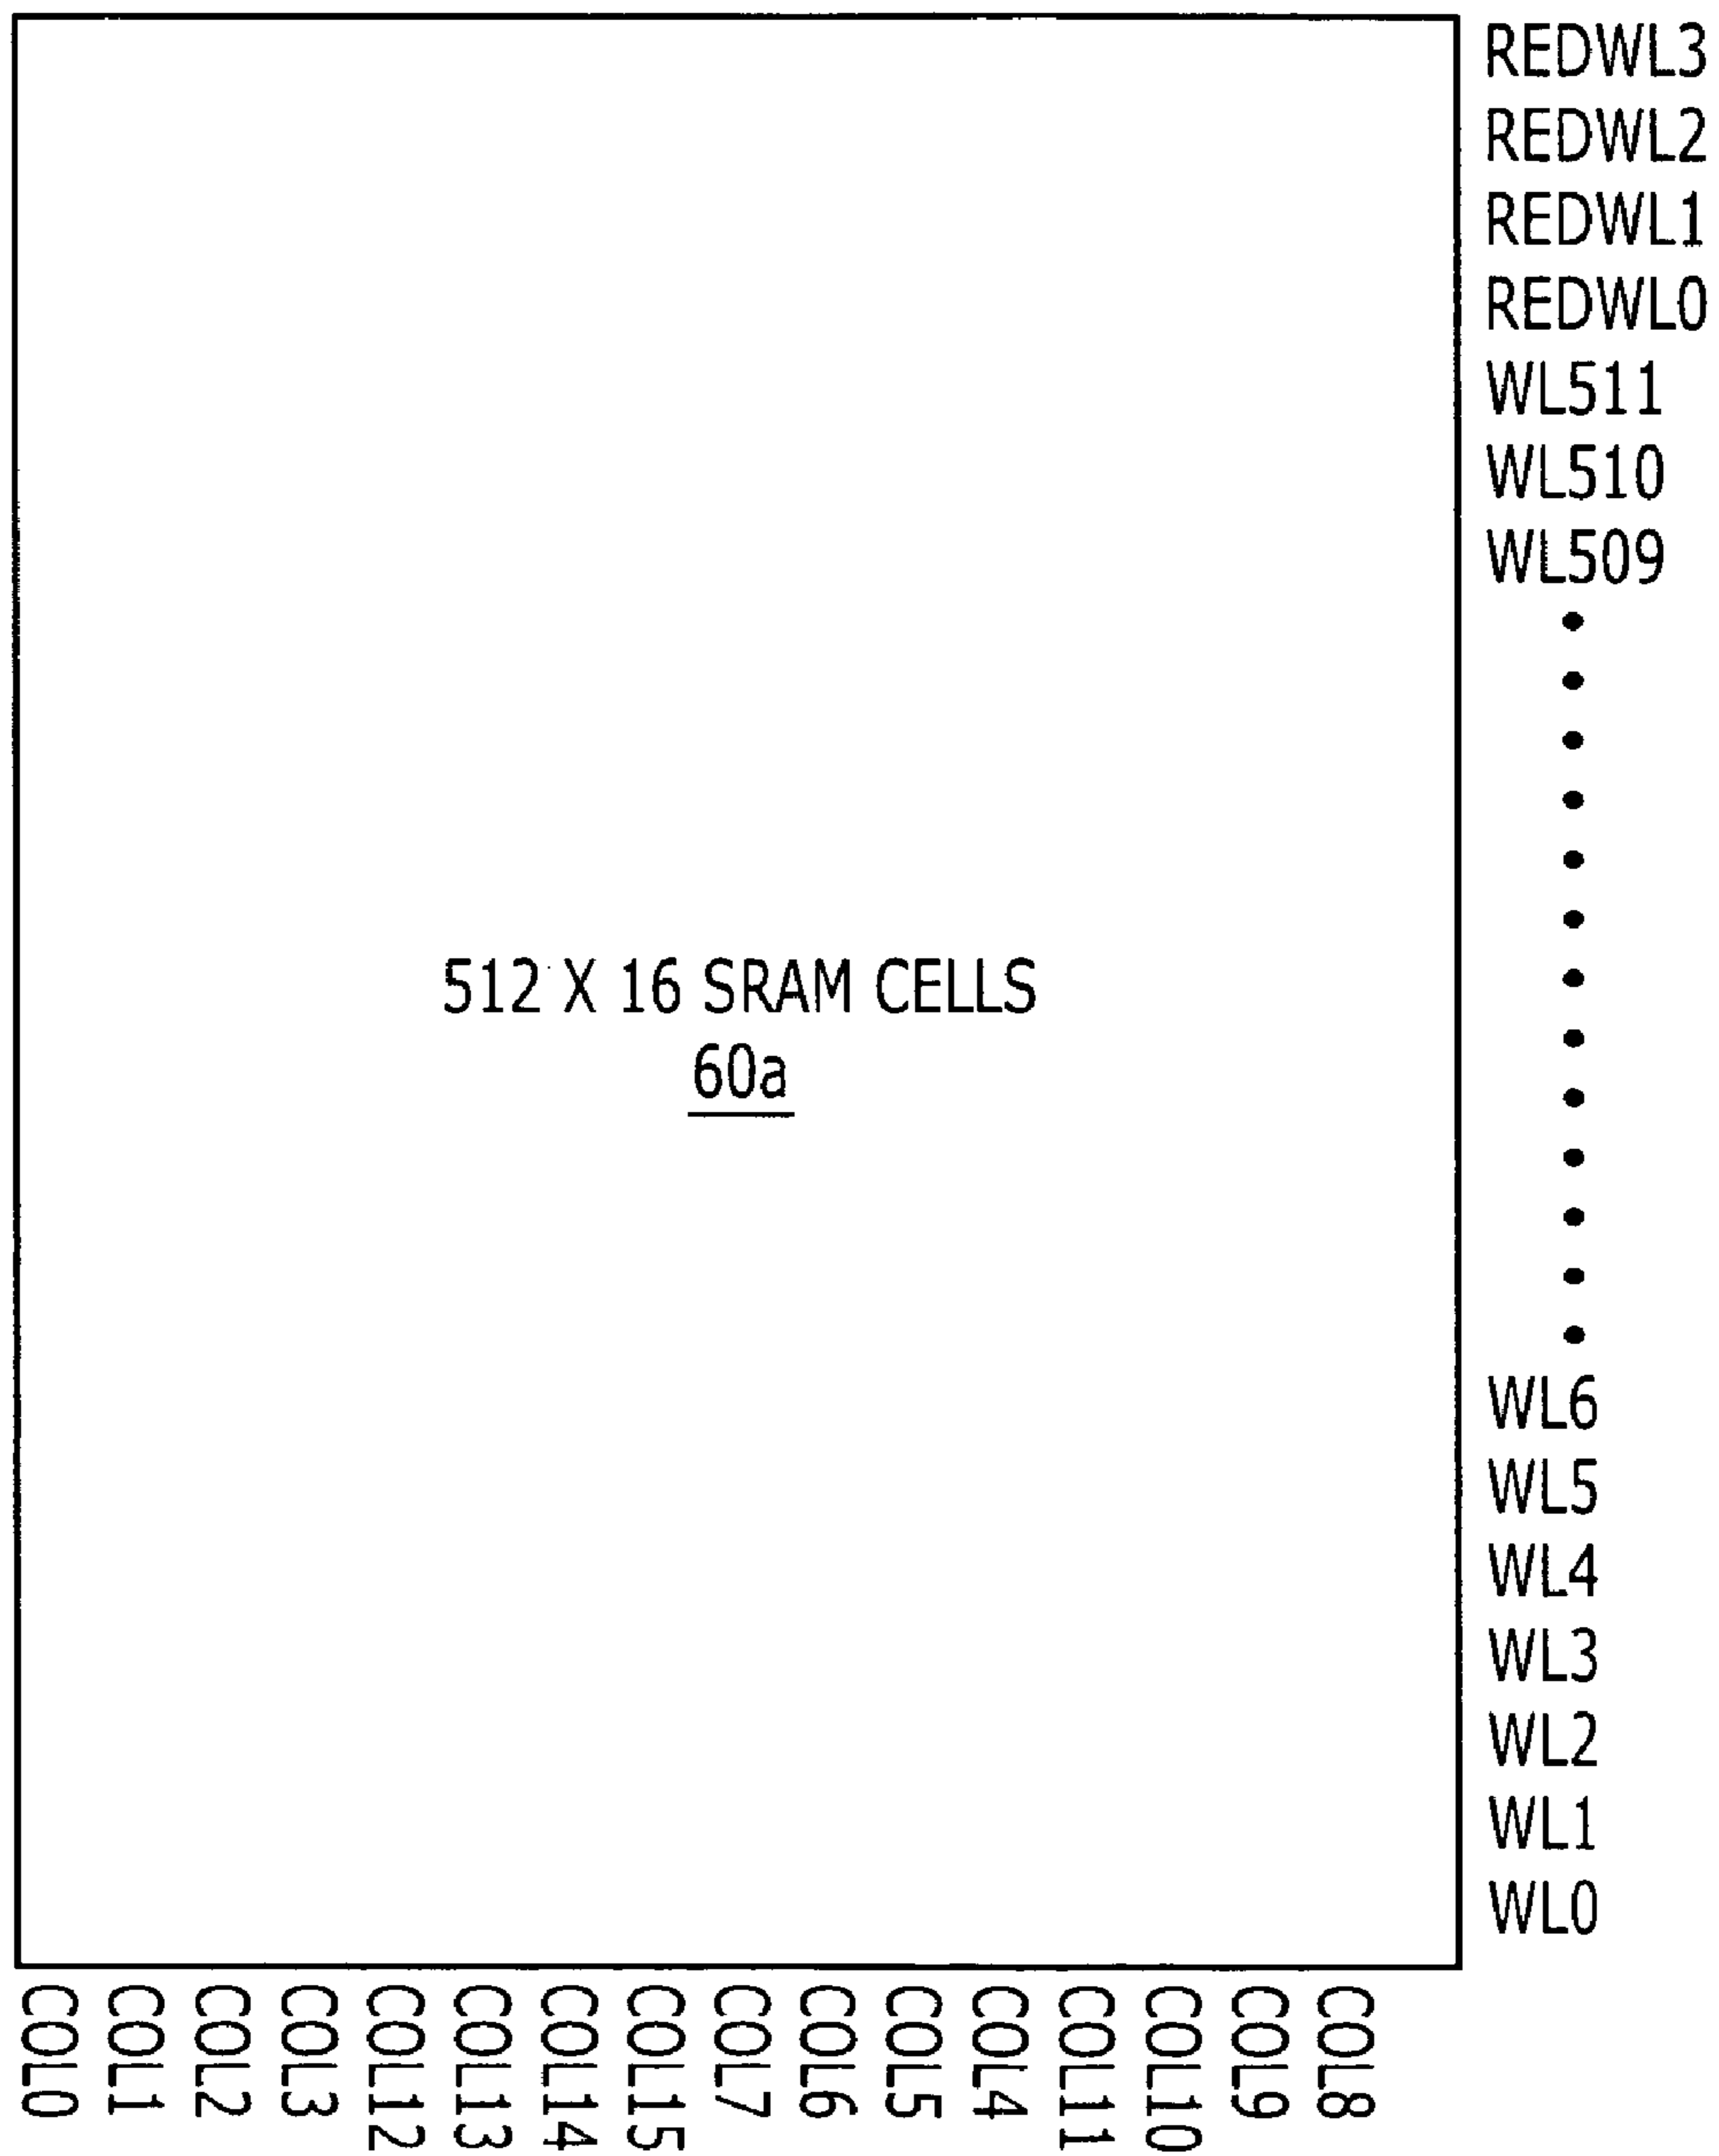 REDWL3
REDWL2
REDWL1
REDWL0
WL511
WL510
WL509
512 X 16 SRAM CELLS
60a
WL6
WL5
WL4
WL3
WL2
WL1
WL0
COL0
COL1
COL2
COL3
COL12
COL13
COL14
COL15
COL7
COL6
COL5
COL4
COL11
COL10
COL9
COL8